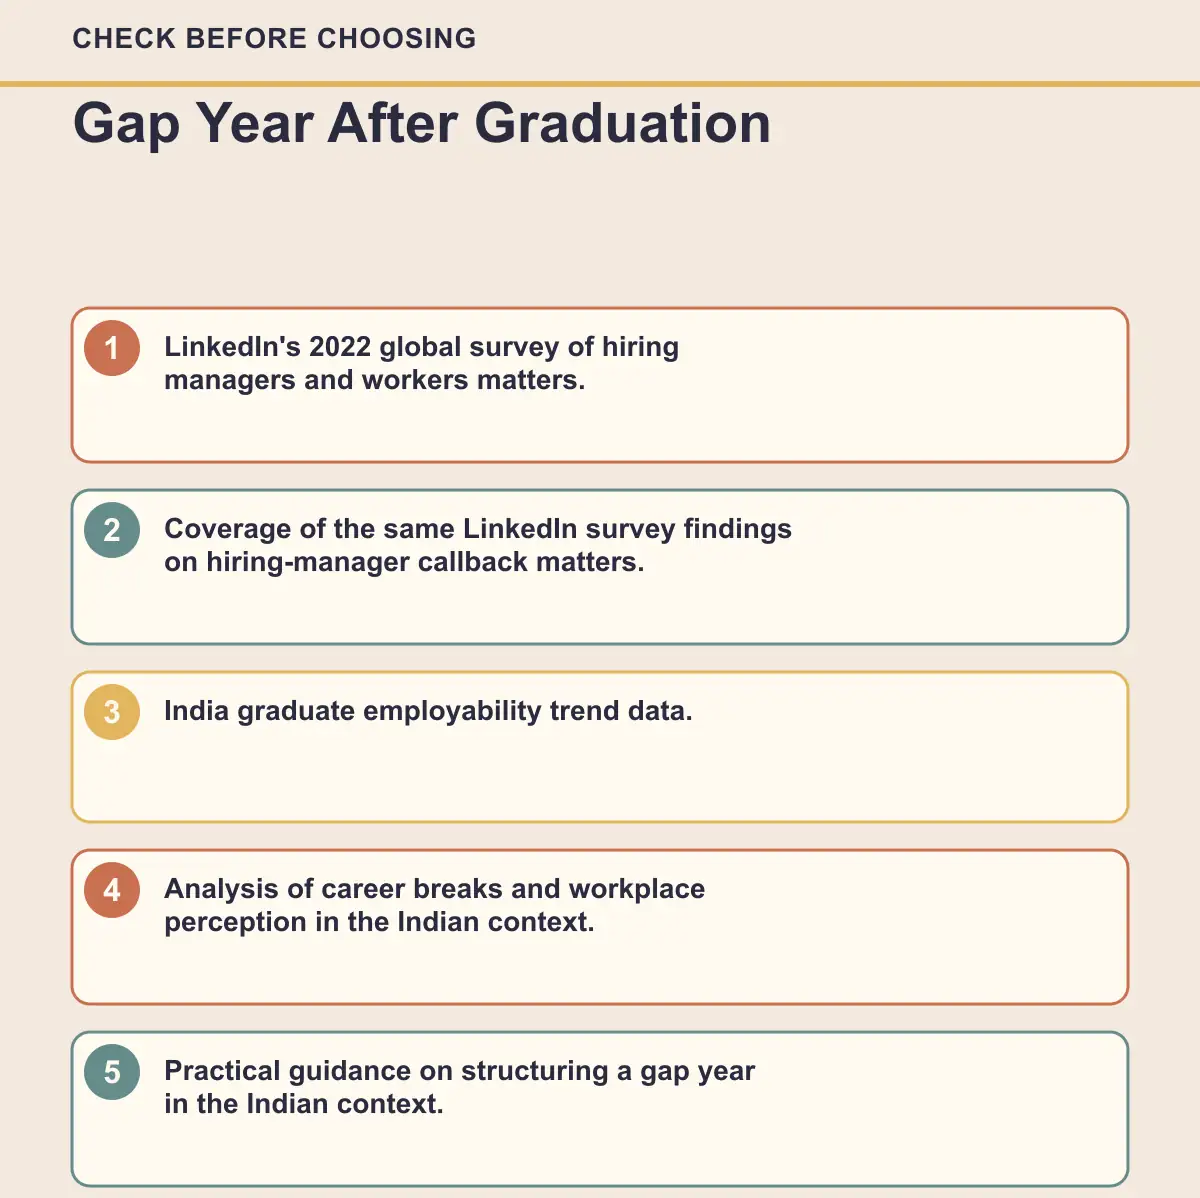 CHECK BEFORE CHOOSING
Gap Year After Graduation
1
LinkedIn's 2022 global survey of hiring
managers and workers matters.
2
Coverage of the same LinkedIn survey findings
on hiring-manager callback matters.
3
India graduate employability trend data.
4
Analysis of career breaks and workplace
perception in the Indian context.
5
Practical guidance on structuring a gap year
in the Indian context.